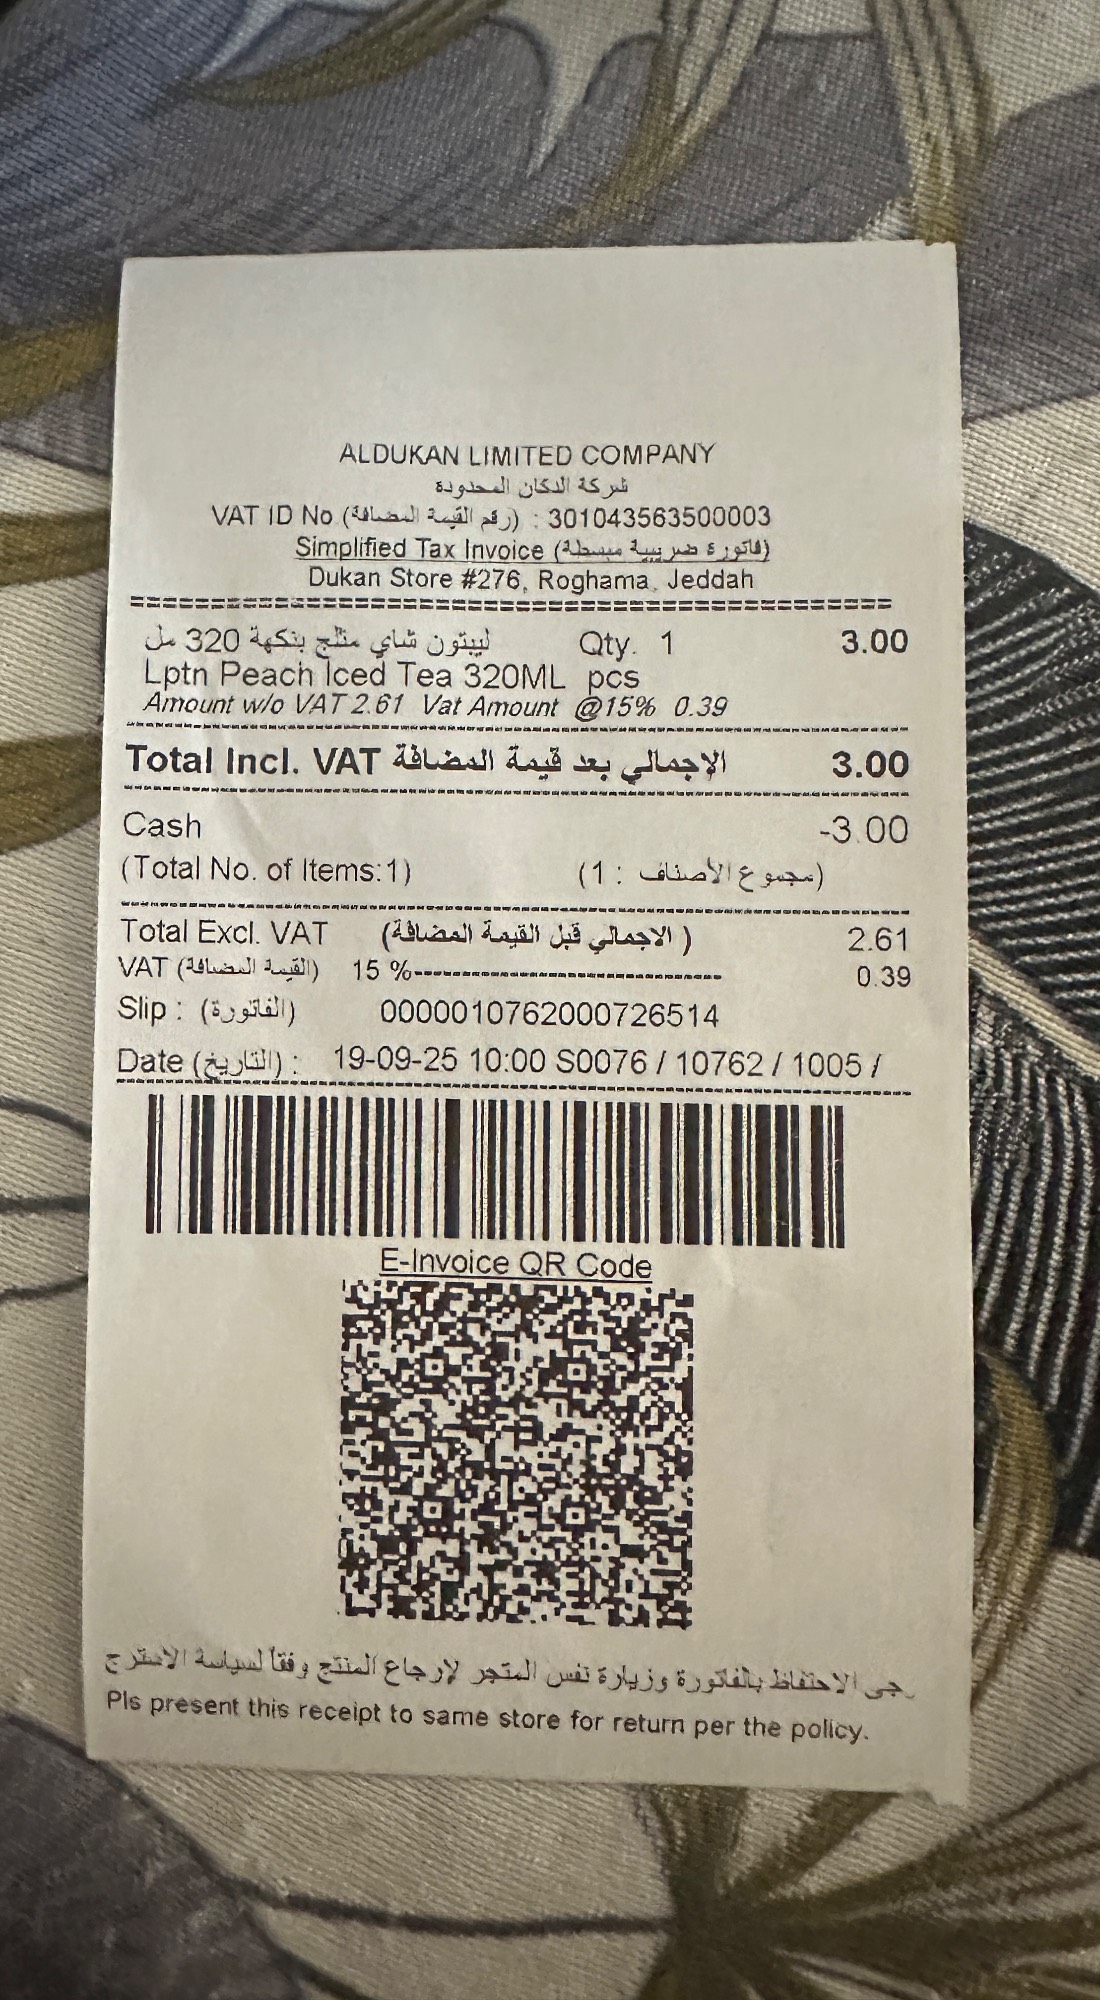 ALDUKAN LIMITED COMPANY
شركة الدكان المحدودة
VAT ID No.(رقم القيمة المضافة) : 301043563500003
Simplified Tax Invoice (فاتورة ضريبية مبسطة)
Dukan Store #276, Roghama, Jeddah
ليبتون شاي مثلج بنكهة 320 مل Qty. 1 3.00
Lptn Peach Iced Tea 320ML pcs
Amount w/o VAT 2.61 Vat Amount @15% 0.39
Total Incl. VAT الإجمالي بعد قيمة المضافة 3.00
Cash -3.00
(Total No. of Items:1) (مجموع الأصناف : 1)
Total Excl. VAT (الاجمالي قبل القيمة المضافة ) 2.61
VAT (القيمة المضافة) 15 %------------------------------ 0.39
Slip : (الفاتورة) 0000010762000726514
Date (التاريخ) : 19-09-25 10:00 S0076 / 10762 / 1005 /
E-Invoice QR Code
رجى الاحتفاظ بالفاتورة وزيارة نفس المتجر لإرجاع المنتج وفقاً لسياسة الاسترج
Pls present this receipt to same store for return per the policy.